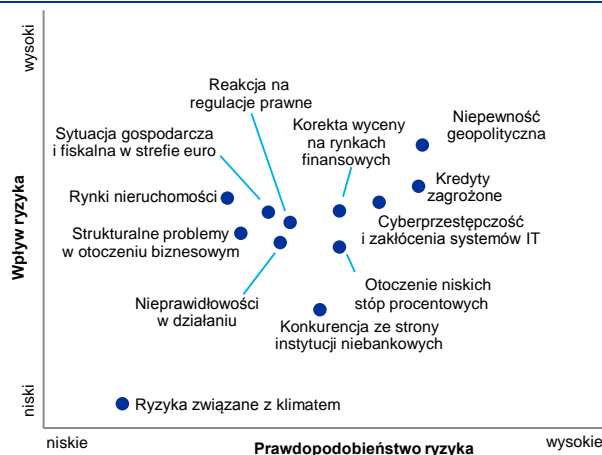 wysoki
Wpływ ryzyka
niski
Reakcja na
regulacje prawne
Sytuacja gospodarcza
i fiskalna w strefie euro
Korekta wyceny
na rynkach
finansowych
Niepewność
geopolityczna
Rynki nieruchomości
Kredyty
zagrożone
Strukturalne problemy
w otoczeniu biznesowym
Cyberprzestępczość
i zakłócenia systemów IT
Nieprawidłowości
w działaniu
Otoczenie niskich
stóp procentowych
Konkurencja ze strony
instytucji niebankowych
Ryzyka związane z klimatem
niskie
Prawdopodobieństwo ryzyka
wysokie